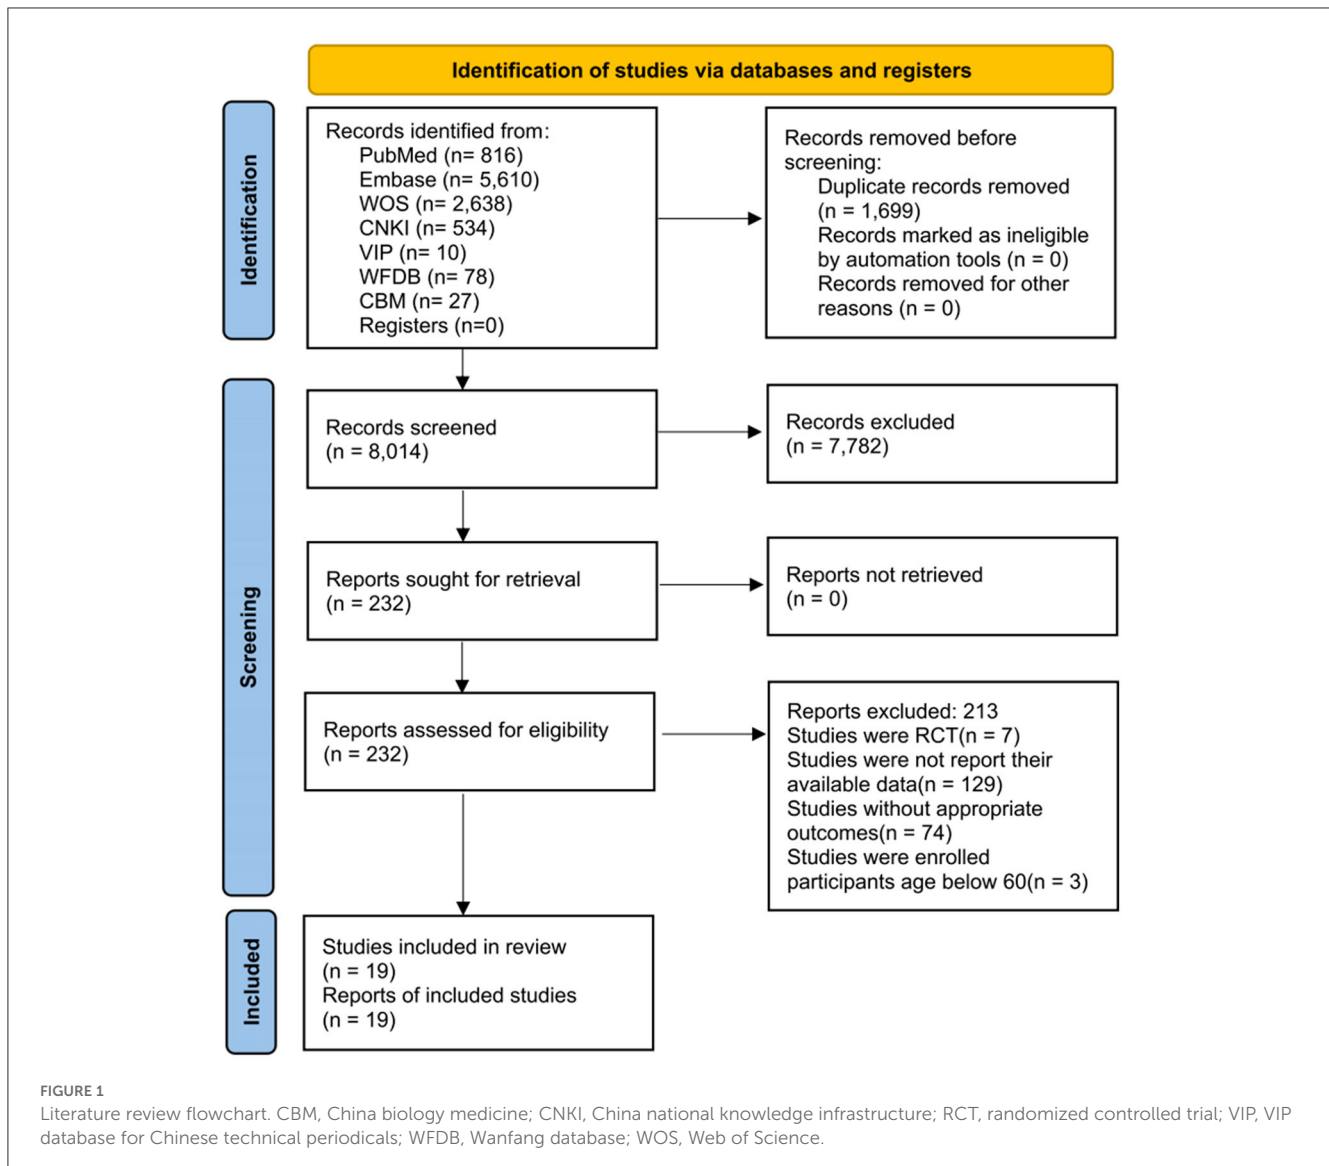 Identification of studies via databases and registers
Identification
Records identified from:
PubMed (n= 816)
Embase (n= 5,610)
WOS (n= 2,638)
CNKI (n= 534)
VIP (n= 10)
WFDB (n= 78)
CBM (n= 27)
Registers (n=0)
Records removed before
screening:
Duplicate records removed
(n = 1,699)
Records marked as ineligible
by automation tools (n = 0)
Records removed for other
reasons (n = 0)
Screening
Records screened
(n = 8,014)
Records excluded
(n = 7,782)
Reports sought for retrieval
(n = 232)
Reports not retrieved
(n = 0)
Reports assessed for eligibility
(n = 232)
Reports excluded: 213
Studies were RCT(n = 7)
Studies were not report their
available data(n = 129)
Studies without appropriate
outcomes(n = 74)
Studies were enrolled
participants age below 60(n = 3)
Included
Studies included in review
(n = 19)
Reports of included studies
(n = 19)
FIGURE 1
Literature review flowchart. CBM, China biology medicine; CNKI, China national knowledge infrastructure; RCT, randomized controlled trial; VIP, VIP
database for Chinese technical periodicals; WFDB, Wanfang database; WOS, Web of Science.